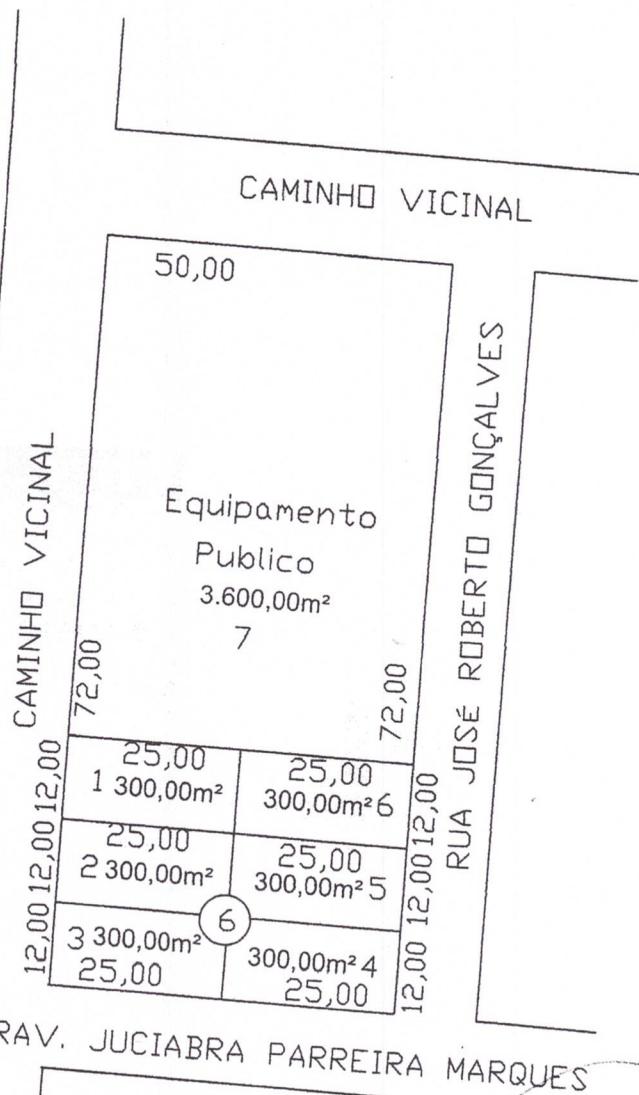 CAMINHO VICINAL
50,00
RUA JOSÉ ROBERTO GONÇALVES
CAMINHO VICINAL
Equipamento
Publico
3.600,00m²
7
72,00
72,00
25,00
1 300,00m²
25,00
300,00m² 6
12,00
12,00
25,00
2 300,00m²
25,00
300,00m² 5
12,00
12,00
6
3 300,00m²
25,00
300,00m² 4
25,00
12,00
12,00
RAV. JUCIABRA PARREIRA MARQUES